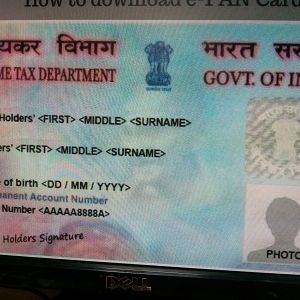 How to download e-PAN Card
यकर विभाग
भारत सर
ME TAX DEPARTMENT
GOVT. OF IN
Holders' <FIRST> <MIDDLE> <SURNAME>
ers' <FIRST> <MIDDLE> <SURNAME>
e of birth <DD / MM / YYYY>
manent Account Number
Number <AAAAA8888A>
Holders Signature
PHOTO
DELL